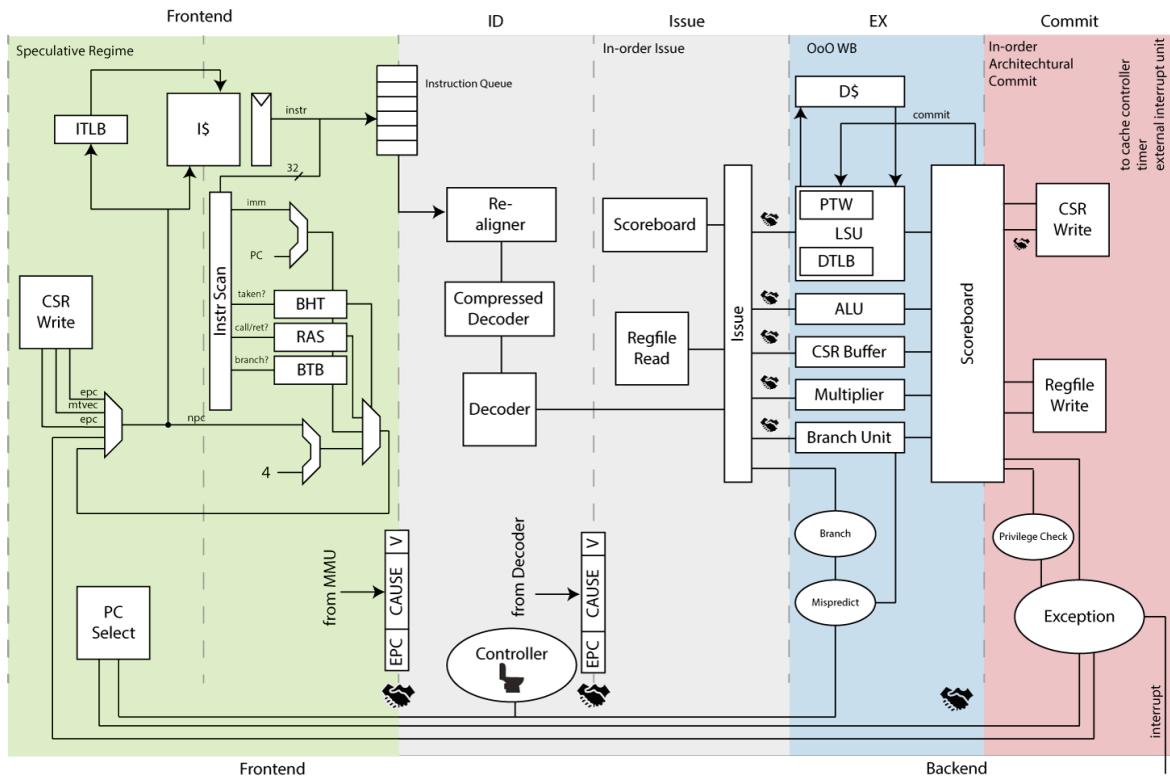 Frontend
ID
Issue
EX
Commit
Speculative Regime
In-order Issue
OoO WB
In-order
Architechtural
Commit
to cache controller
timer
external interrupt unit
Instruction Queue
ITLB
I$
instr
32
D$
commit
Instr Scan
imm
PC
taken?
BHT
call/ret?
RAS
branch?
BTB
CSR
Write
epc
mtvec
epc
npc
4
Re-
aligner
Compressed
Decoder
Decoder
Scoreboard
Regfile
Read
Issue
PTW
LSU
DTLB
ALU
CSR Buffer
Multiplier
Branch Unit
Scoreboard
CSR
Write
Regfile
Write
Branch
Mispredict
Privilege Check
Exception
from MMU
EPC
CAUSE
V
from Decoder
EPC
CAUSE
V
Controller
PC
Select
interrupt
Frontend
Backend